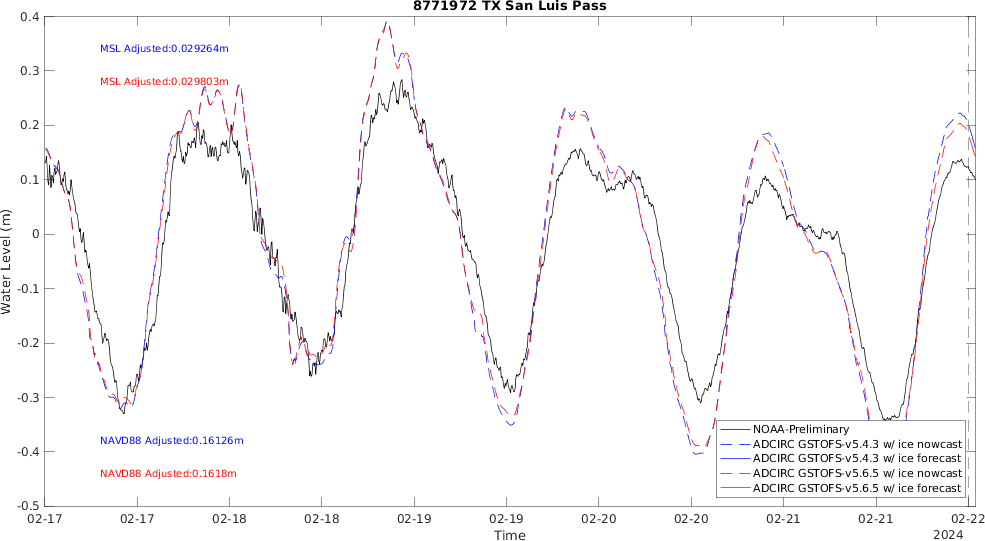 8771972 TX San Luis Pass
MSL Adjusted:0.029264m
MSL Adjusted:0.029803m
NAVD88 Adjusted:0.16126m
NAVD88 Adjusted:0.1618m
Water Level (m)
0.4
0.3
0.2
0.1
0
-0.1
-0.2
-0.3
-0.4
-0.5
NOAA-Preliminary
ADCIRC GSTOFS-v5.4.3 w/ ice nowcast
ADCIRC GSTOFS-v5.4.3 w/ ice forecast
ADCIRC GSTOFS-v5.6.5 w/ ice nowcast
ADCIRC GSTOFS-v5.6.5 w/ ice forecast
02-17 02-17 02-18 02-18 02-19 02-19 02-20 02-20 02-21 02-21 02-22
2024
Time